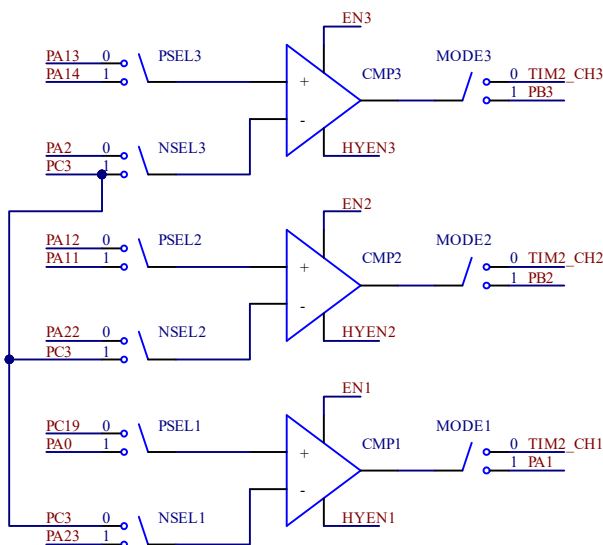 EN3
PA13 0 PSEL3 MODE3
PA14 1 + CMP3 0 TIM2_CH3
1 PB3
-
PA2 0 NSEL3 HYEN3
PC3 1
EN2
PA12 0 PSEL2 MODE2
PA11 1 + CMP2 0 TIM2_CH2
1 PB2
-
PA22 0 NSEL2 HYEN2
PC3 1
EN1
PC19 0 PSEL1 MODE1
PA0 1 + CMP1 0 TIM2_CH1
1 PA1
-
PC3 0 NSEL1 HYEN1
PA23 1